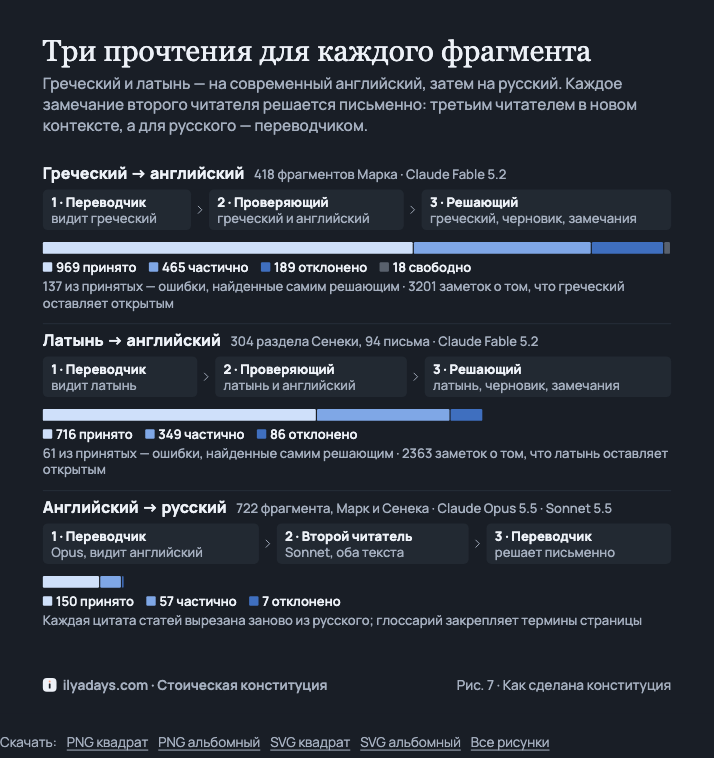 Три прочтения для каждого фрагмента
Греческий и латынь — на современный английский, затем на русский. Каждое
замечание второго читателя решается письменно: третьим читателем в новом
контексте, а для русского — переводчиком.
Греческий → английский 418 фрагментов Марка · Claude Fable 5.2
1 · Переводчик
видит греческий
2 · Проверяющий
греческий и английский
3 · Решающий
греческий, черновик, замечания
969 принято 465 частично 189 отклонено 18 свободно
137 из принятых — ошибки, найденные самим решающим · 3201 заметок о том, что греческий
оставляет открытым
Латынь → английский 304 раздела Сенеки, 94 письма · Claude Fable 5.2
1 · Переводчик
видит латынь
2 · Проверяющий
латынь и английский
3 · Решающий
латынь, черновик, замечания
716 принято 349 частично 86 отклонено
61 из принятых — ошибки, найденные самим решающим · 2363 заметок о том, что латынь оставляет
открытым
Английский → русский 722 фрагмента, Марк и Сенека · Claude Opus 5.5 · Sonnet 5.5
1 · Переводчик
Opus, видит английский
2 · Второй читатель
Sonnet, оба текста
3 · Переводчик
решает письменно
150 принято 57 частично 7 отклонено
Каждая цитата статей вырезана заново из русского; глоссарий закрепляет термины страницы
ilyadays.com · Стоическая конституция
Рис. 7 · Как сделана конституция
Скачать: PNG квадрат PNG альбомный SVG квадрат SVG альбомный Все рисунки